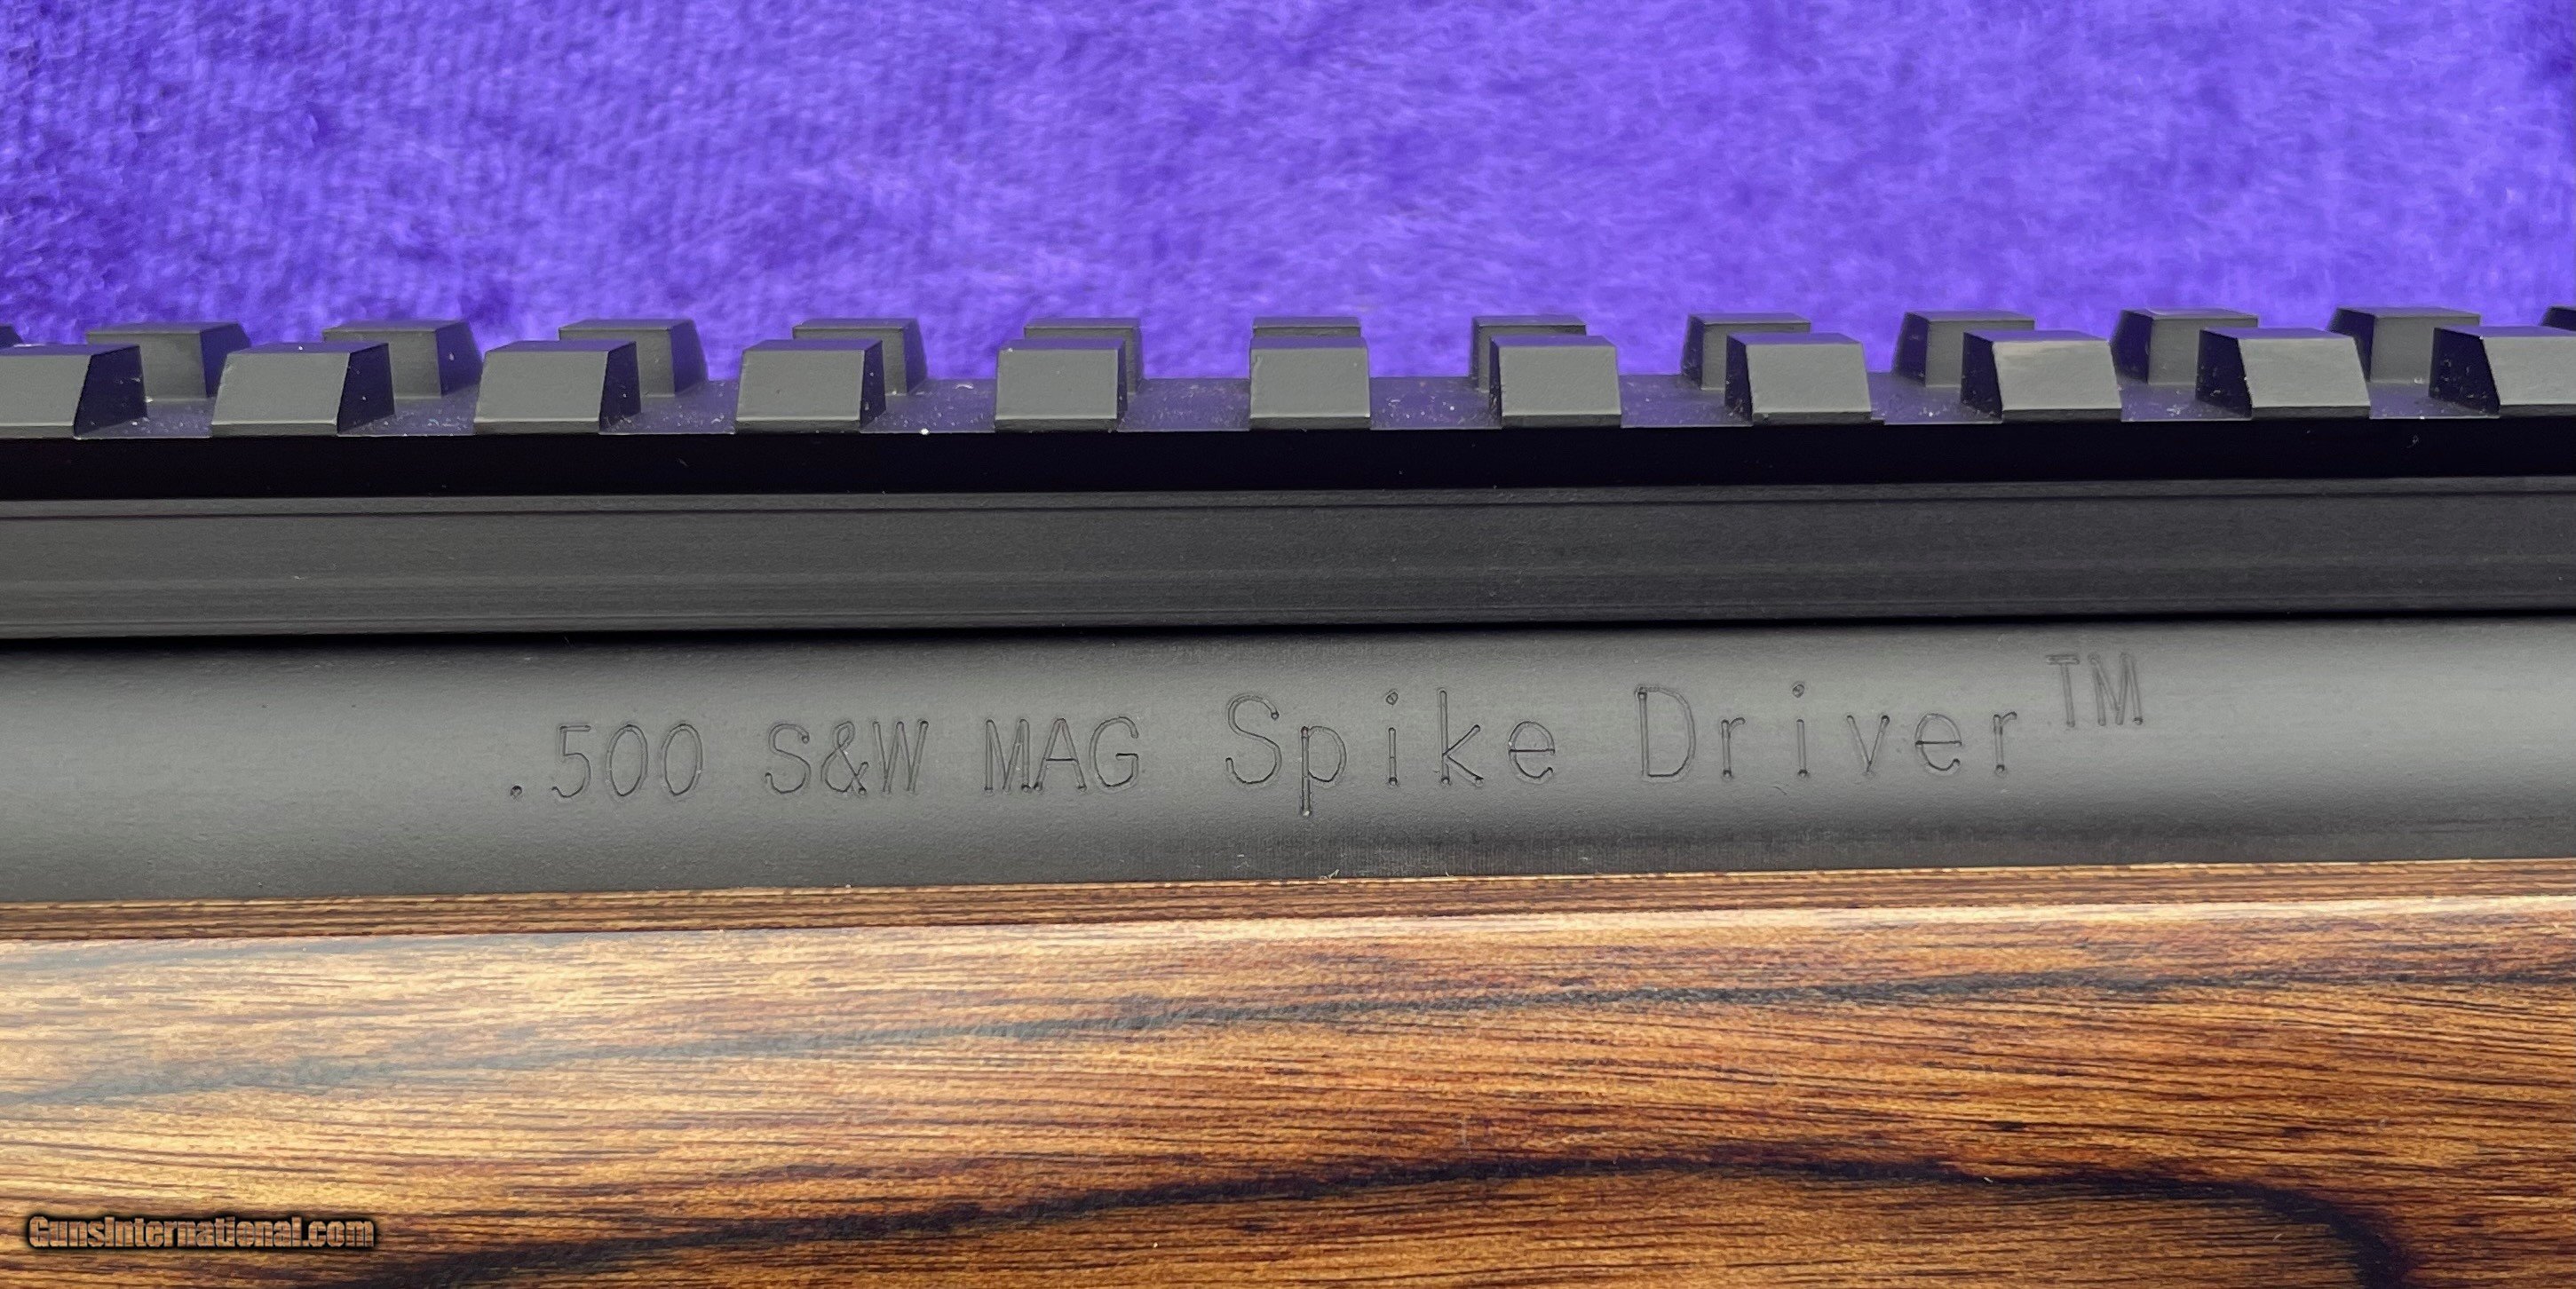 .500 S&W MAG Spike Driver™
GunsInternational.com